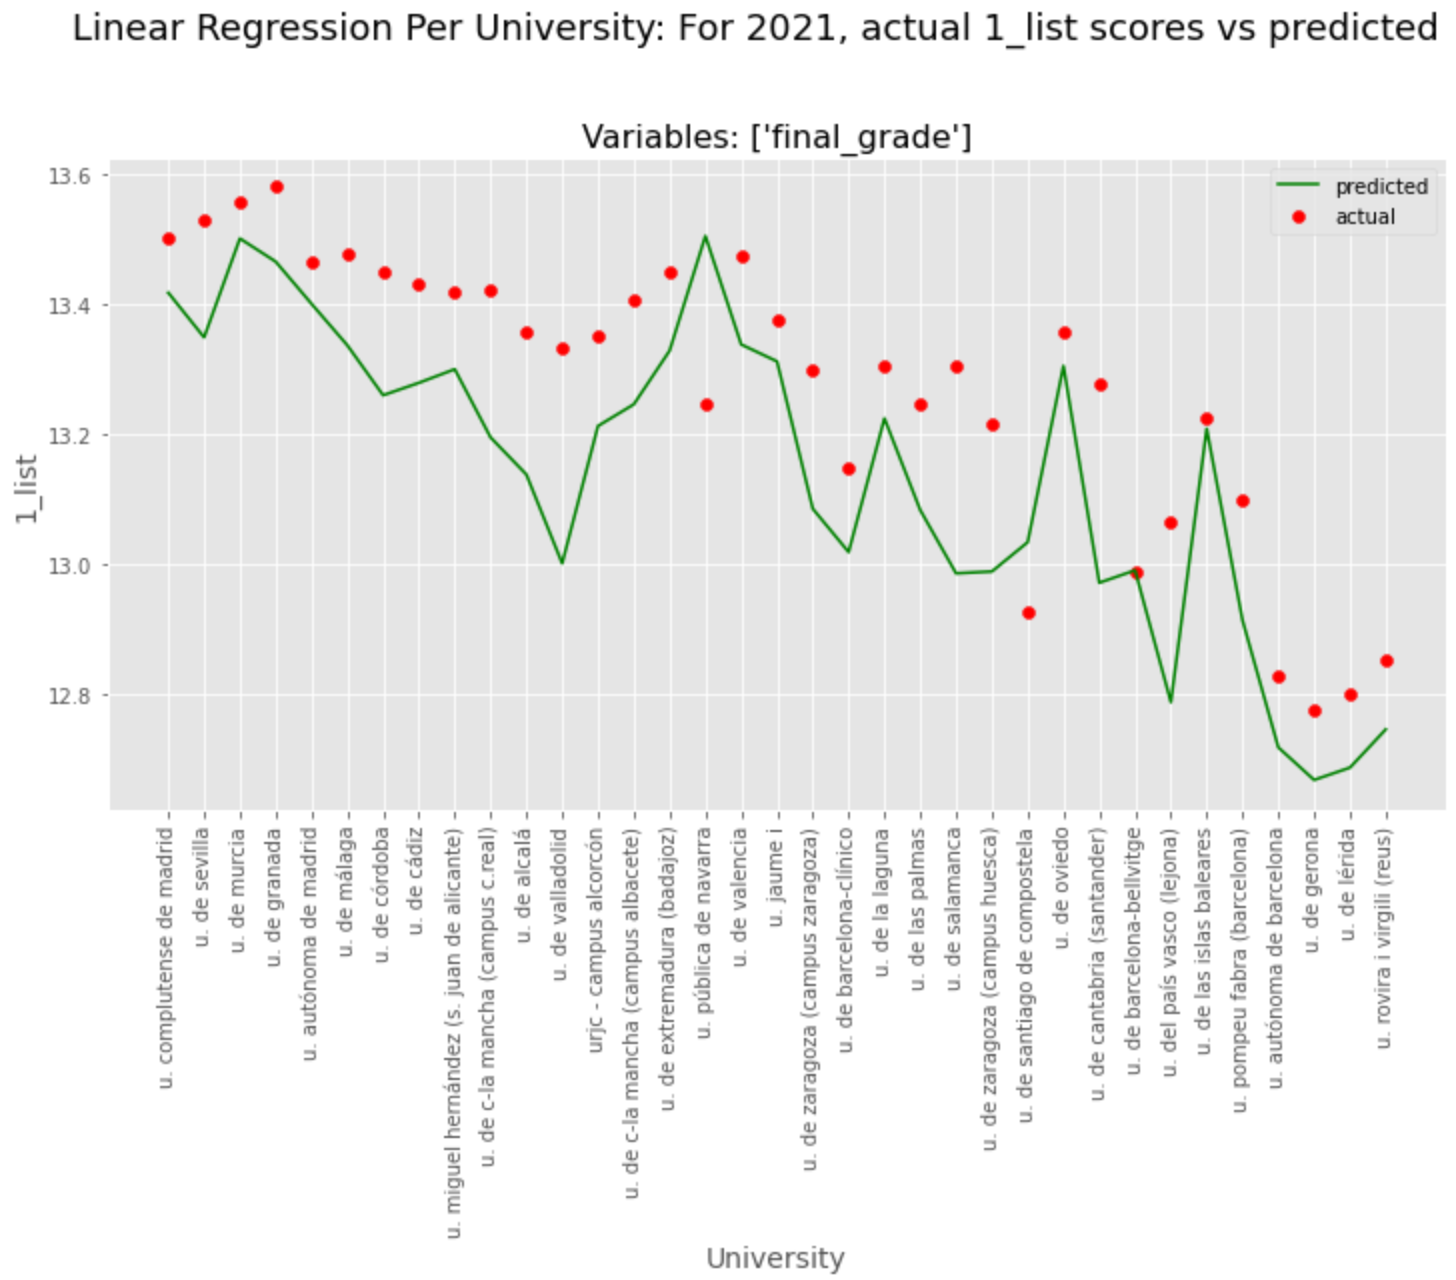 Linear Regression Per University: For 2021, actual 1_list scores vs predicted
Variables: ['final_grade']
predicted
actual
13.6
13.4
13.2
13.0
12.8
1_list
u. complutense de madrid
u. de sevilla
u. de murcia
u. de granada
u. autónoma de madrid
u. de málaga
u. de córdoba
u. de cádiz
u. miguel hernández (s. juan de alicante)
u. de c-la mancha (campus c.real)
u. de alcalá
u. de valladolid
urjc - campus alcorcón
u. de c-la mancha (campus albacete)
u. de extremadura (badajoz)
u. pública de navarra
u. de valencia
u. jaume i
u. de zaragoza (campus zaragoza)
u. de barcelona-clínico
u. de la laguna
u. de las palmas
u. de salamanca
u. de zaragoza (campus huesca)
u. de santiago de compostela
u. de oviedo
u. de cantabria (santander)
u. de barcelona-bellvitge
u. del país vasco (lejona)
u. de las islas baleares
u. pompeu fabra (barcelona)
u. autónoma de barcelona
u. de gerona
u. de lérida
u. rovira i virgili (reus)
University